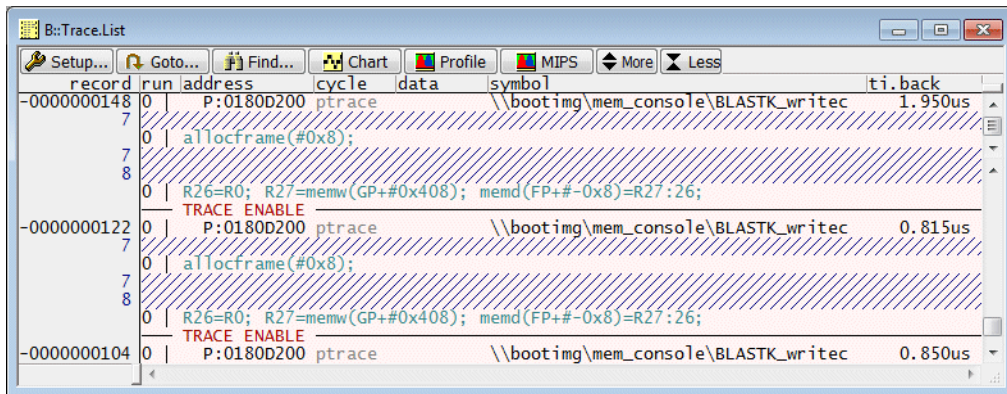 B::Trace.List
Setup... Goto... Find... Chart Profile MIPS More Less
record run address cycle data symbol ti.back
-0000000148 0 P:0180D200 ptrace \\bootimg\mem_console\BLASTK_writec 1.950us
7
0 allocframe(#0x8);
7
8
0 R26=R0; R27=memw(GP+#0x408); memd(FP+#-0x8)=R27:26;
TRACE ENABLE
-0000000122 0 P:0180D200 ptrace \\bootimg\mem_console\BLASTK_writec 0.815us
7
0 allocframe(#0x8);
7
8
0 R26=R0; R27=memw(GP+#0x408); memd(FP+#-0x8)=R27:26;
TRACE ENABLE
-0000000104 0 P:0180D200 ptrace \\bootimg\mem_console\BLASTK_writec 0.850us